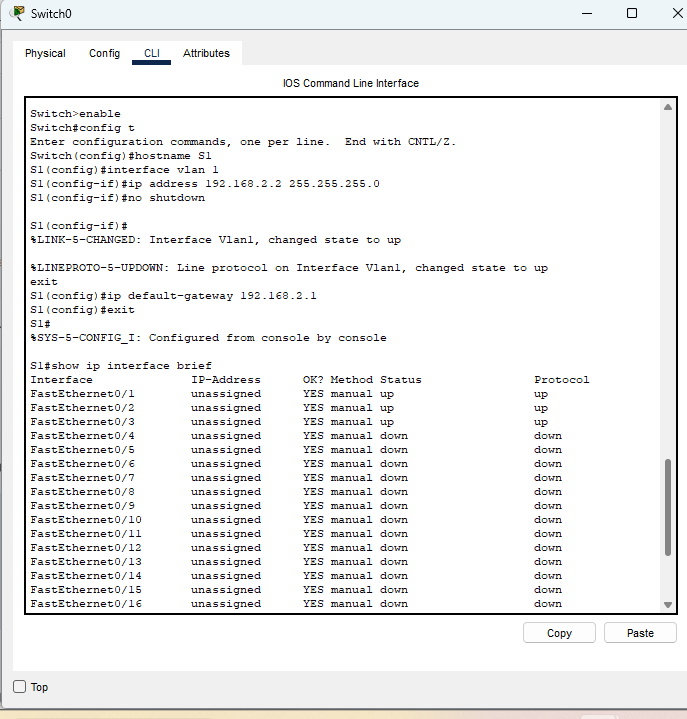 Switch0
Physical Config CLI Attributes
IOS Command Line Interface
Switch>enable
Switch#config t
Enter configuration commands, one per line.  End with CNTL/Z.
Switch(config)#hostname S1
S1(config)#interface vlan 1
S1(config-if)#ip address 192.168.2.2 255.255.255.0
S1(config-if)#no shutdown
S1(config-if)#
%LINK-5-CHANGED: Interface Vlan1, changed state to up
%LINEPROTO-5-UPDOWN: Line protocol on Interface Vlan1, changed state to up
exit
S1(config)#ip default-gateway 192.168.2.1
S1(config)#exit
S1#
%SYS-5-CONFIG_I: Configured from console by console
S1#show ip interface brief
Interface              IP-Address      OK? Method Status                Protocol
FastEthernet0/1        unassigned      YES manual up                    up
FastEthernet0/2        unassigned      YES manual up                    up
FastEthernet0/3        unassigned      YES manual up                    up
FastEthernet0/4        unassigned      YES manual down                  down
FastEthernet0/5        unassigned      YES manual down                  down
FastEthernet0/6        unassigned      YES manual down                  down
FastEthernet0/7        unassigned      YES manual down                  down
FastEthernet0/8        unassigned      YES manual down                  down
FastEthernet0/9        unassigned      YES manual down                  down
FastEthernet0/10       unassigned      YES manual down                  down
FastEthernet0/11       unassigned      YES manual down                  down
FastEthernet0/12       unassigned      YES manual down                  down
FastEthernet0/13       unassigned      YES manual down                  down
FastEthernet0/14       unassigned      YES manual down                  down
FastEthernet0/15       unassigned      YES manual down                  down
FastEthernet0/16       unassigned      YES manual down                  down
Copy Paste
Top